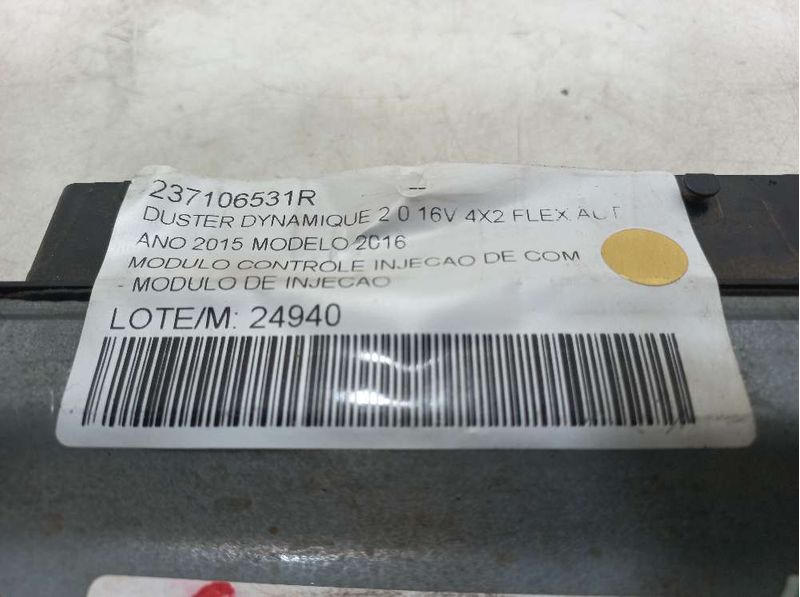 237106531R --
DUSTER DYNAMIQUE 2 0 16V 4X2 FLEX AUT
ANO 2015 MODELO 2016
MODULO CONTROLE INJECAO DE COM
- MODULO DE INJECAO
LOTE/M: 24940